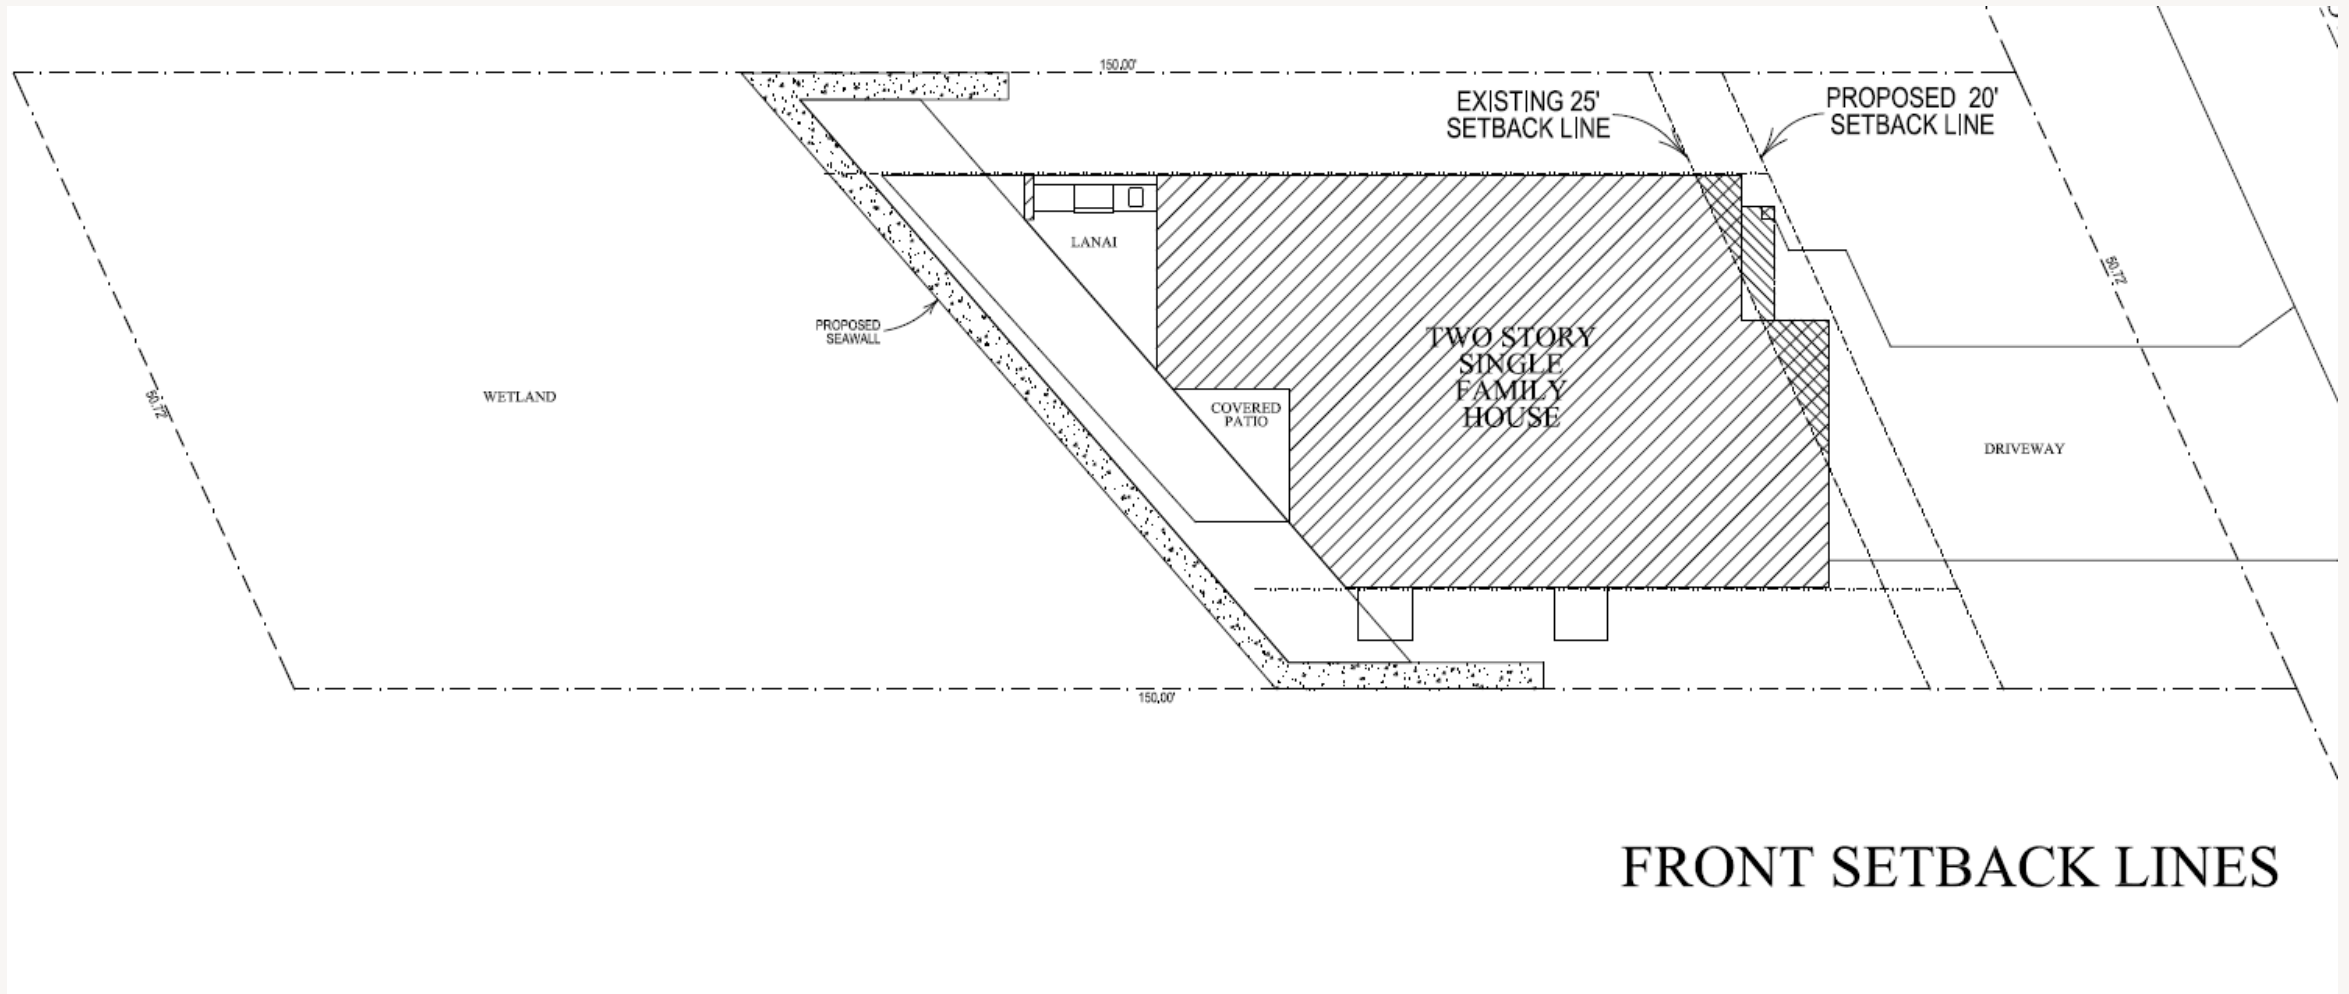 150.00'
EXISTING 25'
SETBACK LINE
PROPOSED 20'
SETBACK LINE
LANAI
50.72'
PROPOSED
SEAWALL
TWO STORY
SINGLE
FAMILY
HOUSE
WETLAND
50.72'
COVERED
PATIO
DRIVEWAY
150.00'
FRONT SETBACK LINES